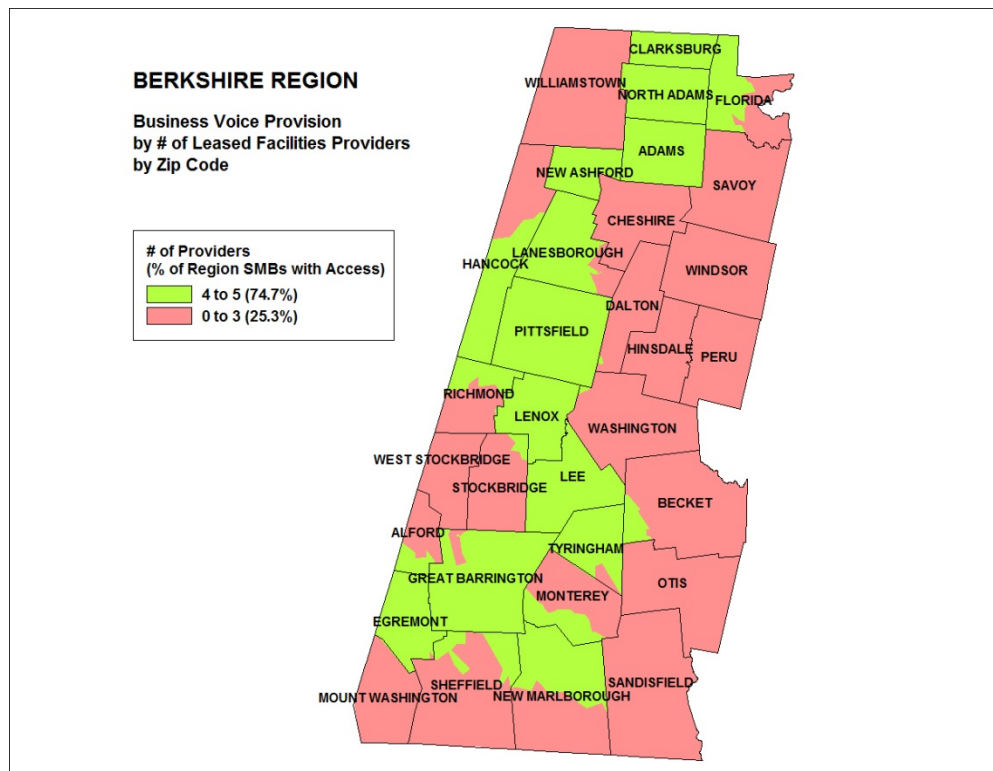 BERKSHIRE REGION
Business Voice Provision
by # of Leased Facilities Providers
by Zip Code
# of Providers
(% of Region SMBs with Access)
4 to 5 (74.7%)
0 to 3 (25.3%)
CLARKSBURG
WILLIAMSTOWN
NORTH ADAMS
FLORIDA
ADAMS
NEW ASHFORD
SAVOY
CHESHIRE
LANESBOROUGH
HANCOCK
WINDSOR
DALTON
PITTSFIELD
HINSDALE
PERU
RICHMOND
LENOX
WASHINGTON
WEST STOCKBRIDGE
LEE
STOCKBRIDGE
BECKET
ALFORD
TYRINGHAM
GREAT BARRINGTON
OTIS
MONTEREY
EGREMONT
SHEFFIELD
SANDISFIELD
MOUNT WASHINGTON
NEW MARLBOROUGH